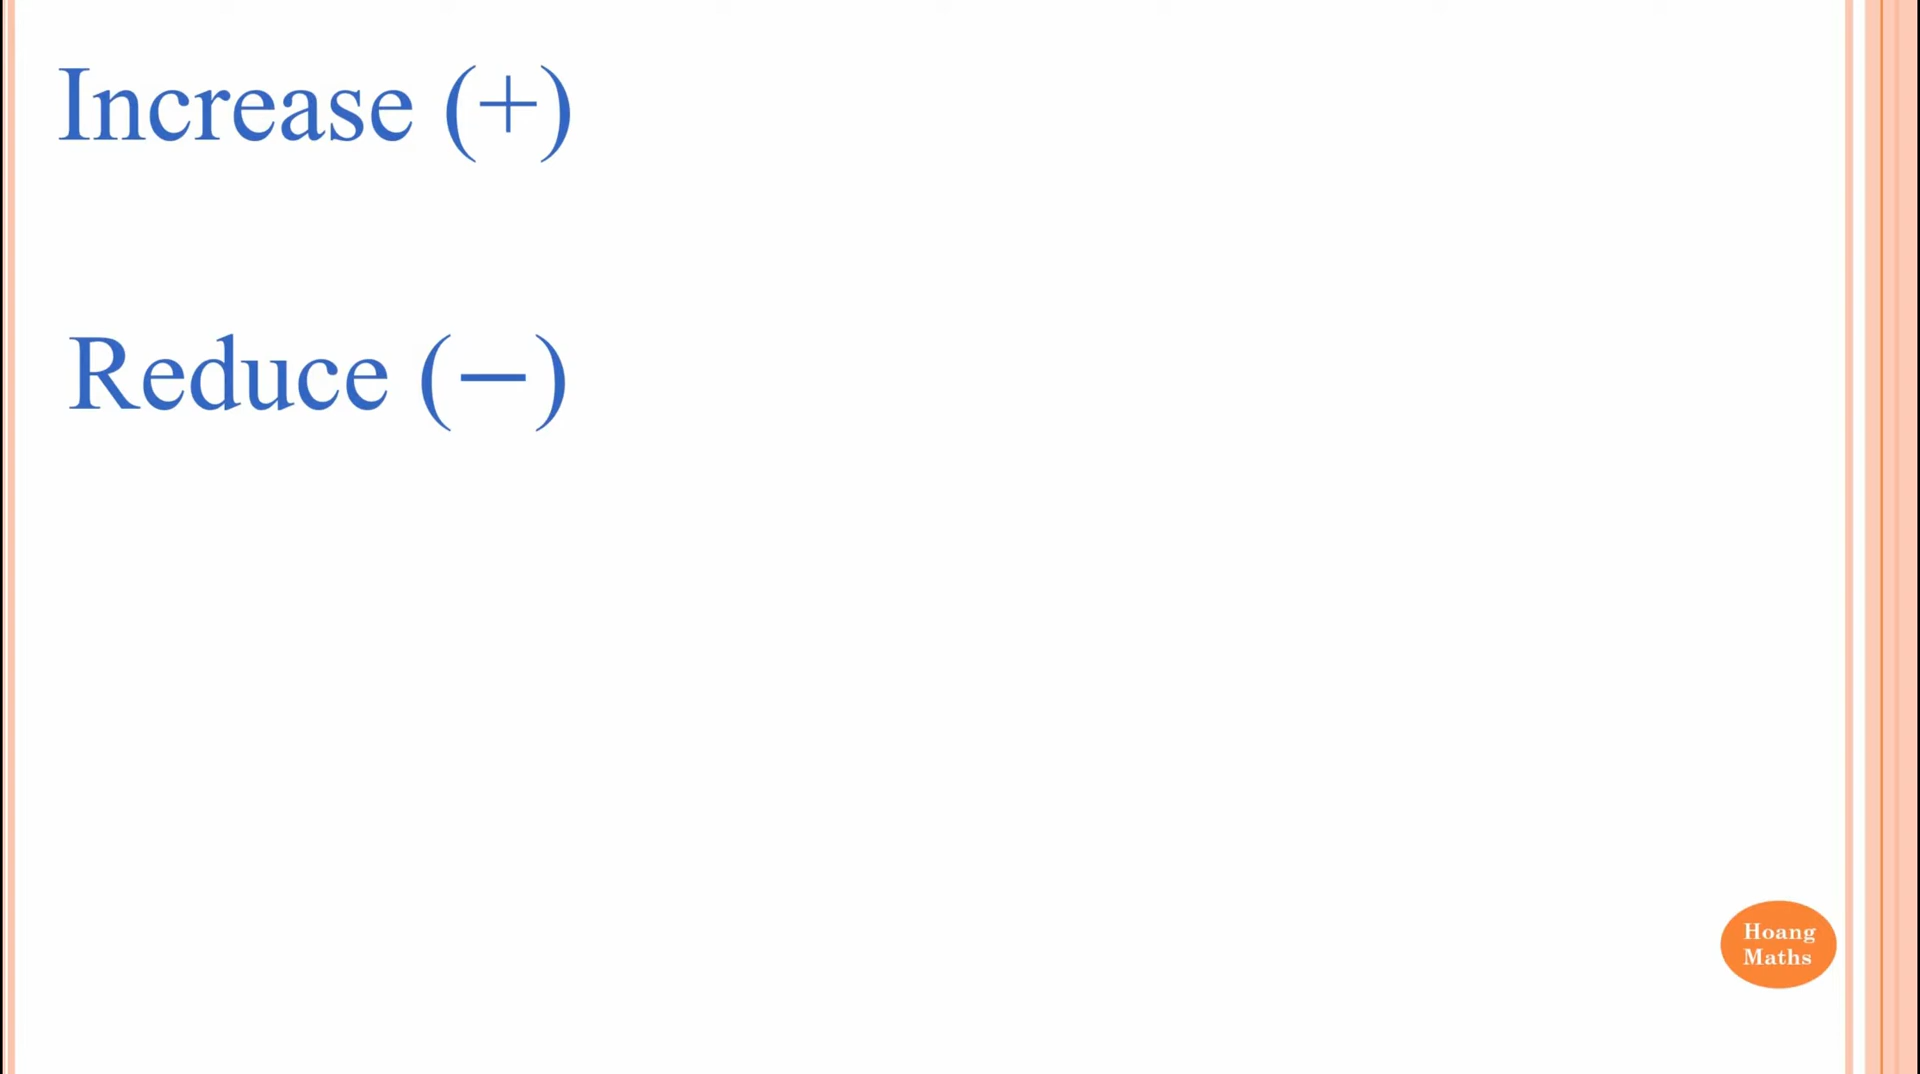 Increase (+)
Reduce (−)
Hoang
Maths